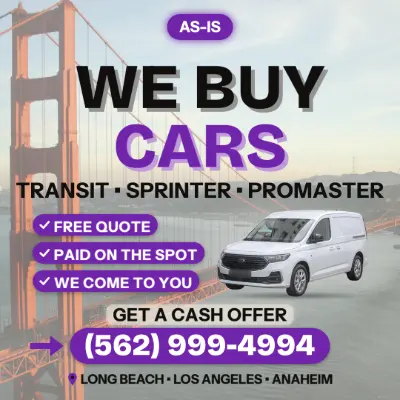 AS-IS
WE BUY
CARS
TRANSIT • SPRINTER • PROMASTER
FREE QUOTE
PAID ON THE SPOT
WE COME TO YOU
GET A CASH OFFER
(562) 999-4994
LONG BEACH • LOS ANGELES • ANAHEIM